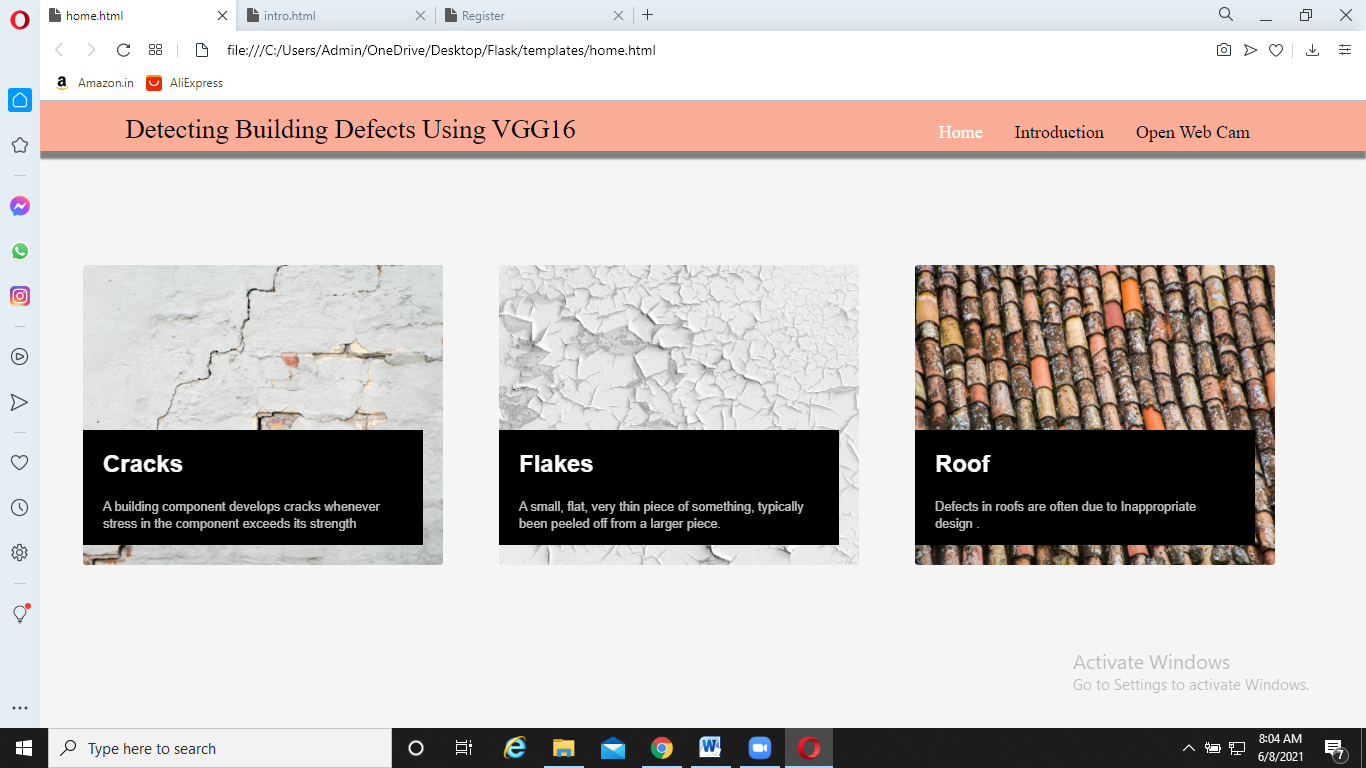 home.html
intro.html
Register
file:///C:/Users/Admin/OneDrive/Desktop/Flask/templates/home.html
a Amazon.in
AliExpress
Detecting Building Defects Using VGG16
Home
Introduction
Open Web Cam
Cracks
A building component develops cracks whenever
stress in the component exceeds its strength
Flakes
A small, flat, very thin piece of something, typically
been peeled off from a larger piece.
Roof
Defects in roofs are often due to Inappropriate
design .
Activate Windows
Go to Settings to activate Windows.
Type here to search
8:04 AM
6/8/2021
7